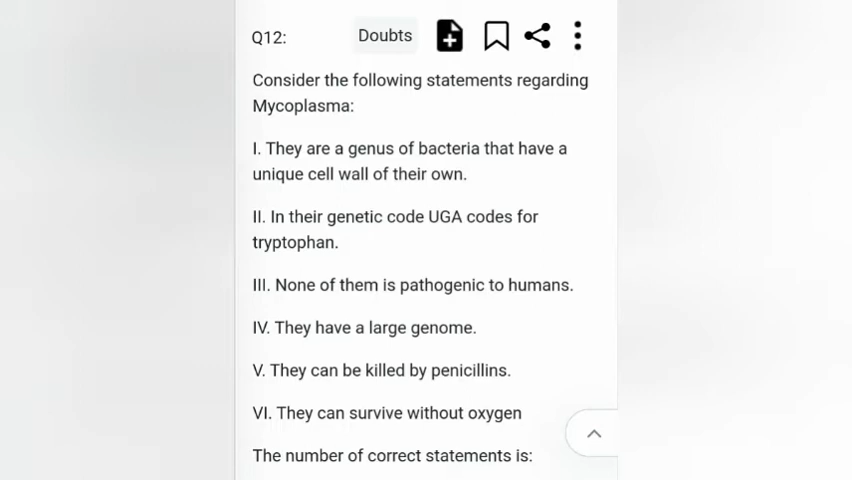 Q12:
Doubts
Consider the following statements regarding
Mycoplasma:
I. They are a genus of bacteria that have a
unique cell wall of their own.
II. In their genetic code UGA codes for
tryptophan.
III. None of them is pathogenic to humans.
IV. They have a large genome.
V. They can be killed by penicillins.
VI. They can survive without oxygen
The number of correct statements is: